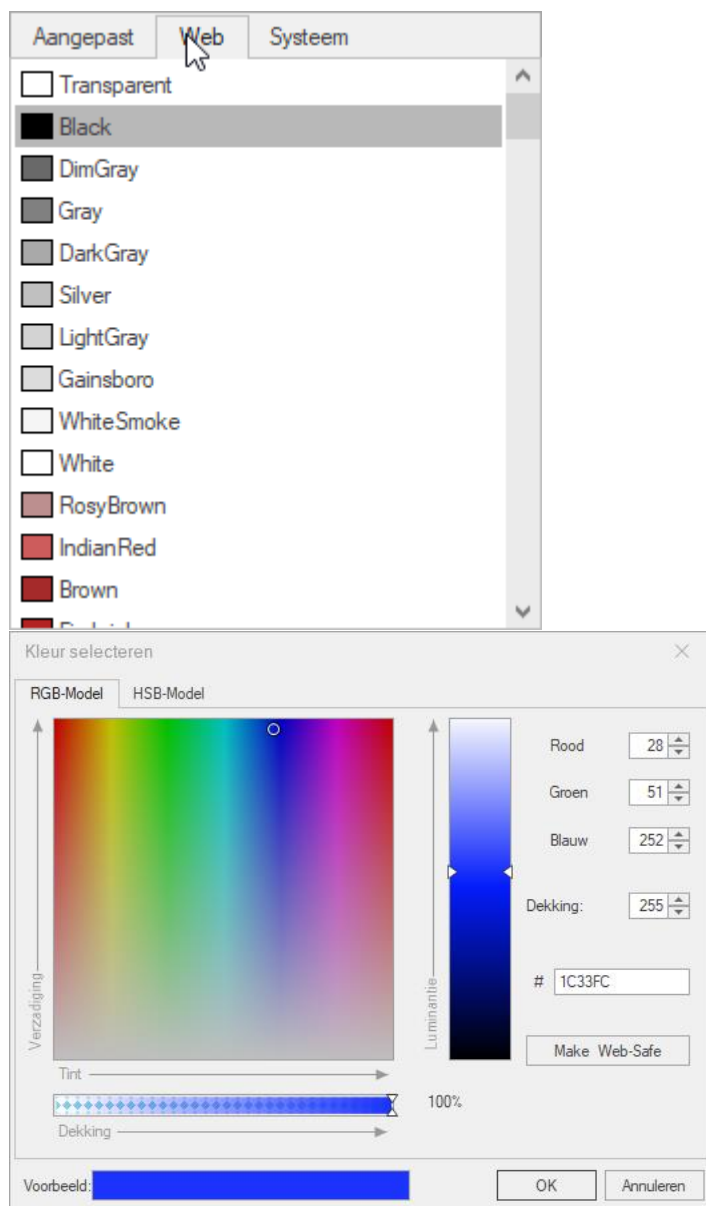 Aangepast Web Systeem
Transparent
Black
DimGray
Gray
DarkGray
Silver
LightGray
Gainsboro
WhiteSmoke
White
RosyBrown
IndianRed
Brown
Kleur selecteren
RGB-Model HSB-Model
Rood 28
Groen 51
Blauw 252
Dekking: 255
# 1C33FC
Make Web-Safe
Verzadiging
Luminantie
Tint
100%
Dekking
Voorbeeld:
OK Annuleren